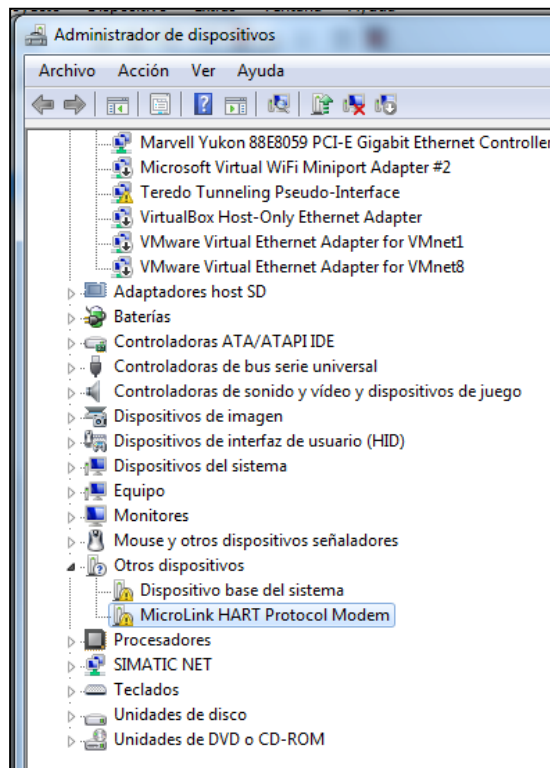 Administrador de dispositivos
Archivo Acción Ver Ayuda
Marvell Yukon 88E8059 PCI-E Gigabit Ethernet Controller
Microsoft Virtual WiFi Miniport Adapter #2
Teredo Tunneling Pseudo-Interface
VirtualBox Host-Only Ethernet Adapter
VMware Virtual Ethernet Adapter for VMnet1
VMware Virtual Ethernet Adapter for VMnet8
Adaptadores host SD
Baterías
Controladoras ATA/ATAPI IDE
Controladoras de bus serie universal
Controladoras de sonido y vídeo y dispositivos de juego
Dispositivos de imagen
Dispositivos de interfaz de usuario (HID)
Dispositivos del sistema
Equipo
Monitores
Mouse y otros dispositivos señaladores
Otros dispositivos
Dispositivo base del sistema
MicroLink HART Protocol Modem
Procesadores
SIMATIC NET
Teclados
Unidades de disco
Unidades de DVD o CD-ROM